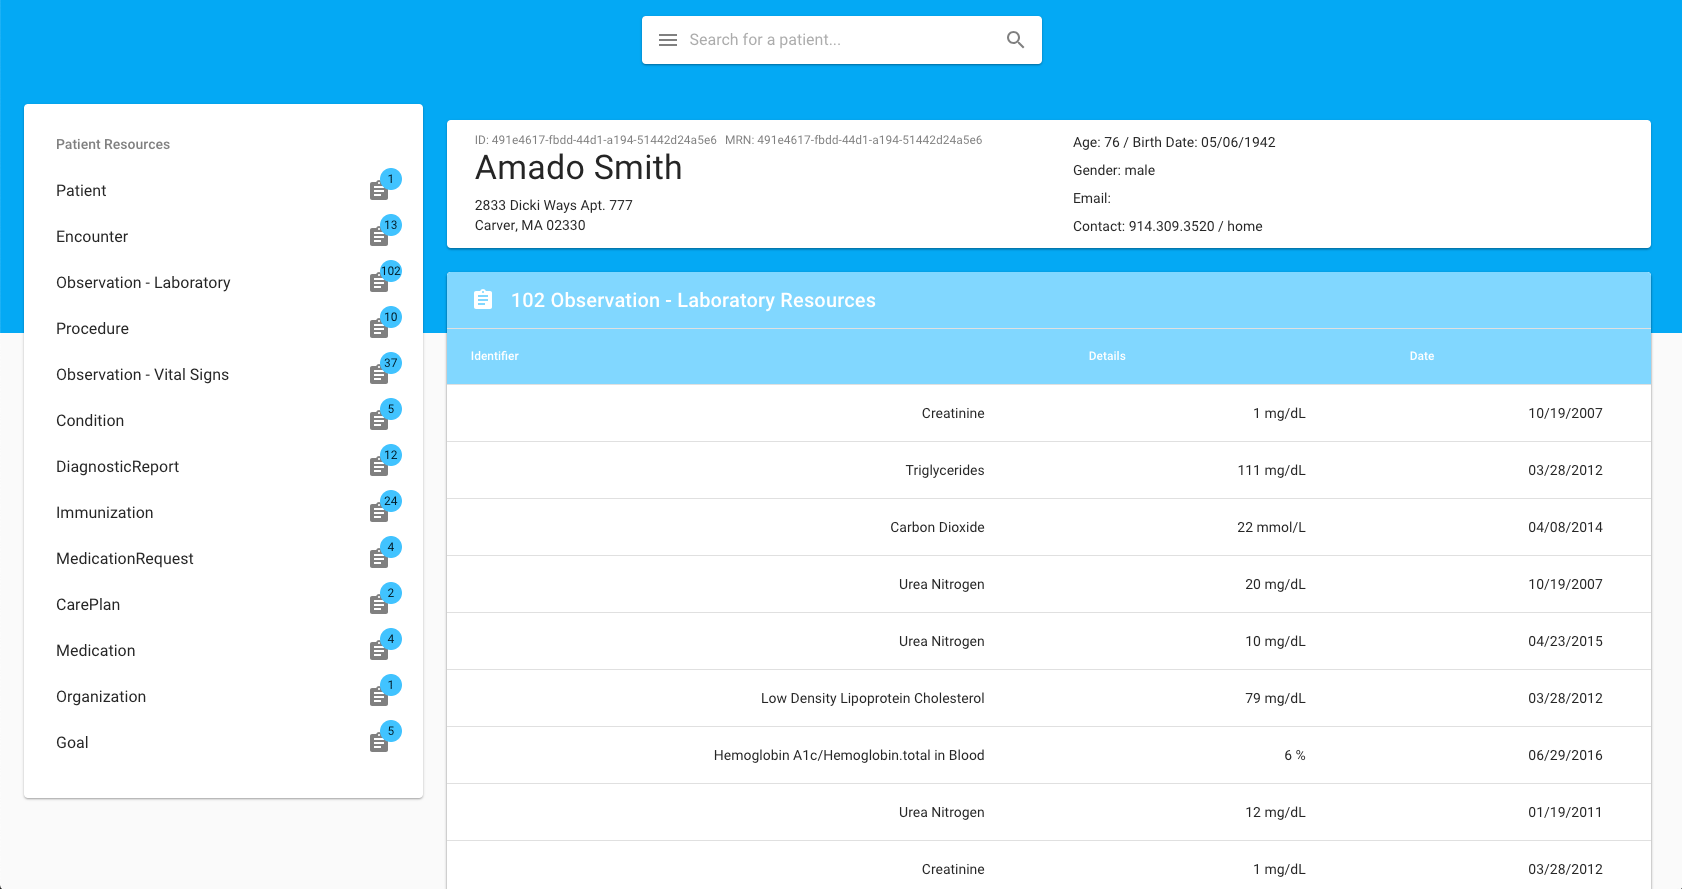 Search for a patient...
Patient Resources
Patient 1
Encounter 13
Observation - Laboratory 102
Procedure 10
Observation - Vital Signs 37
Condition 5
DiagnosticReport 12
Immunization 24
MedicationRequest 4
CarePlan 2
Medication 4
Organization 1
Goal 5
ID: 491e4617-fbdd-44d1-a194-51442d24a5e6 MRN: 491e4617-fbdd-44d1-a194-51442d24a5e6
Amado Smith
2833 Dicki Ways Apt. 777
Carver, MA 02330
Age: 76 / Birth Date: 05/06/1942
Gender: male
Email:
Contact: 914.309.3520 / home
102 Observation - Laboratory Resources
Identifier Details Date
Creatinine 1 mg/dL 10/19/2007
Triglycerides 111 mg/dL 03/28/2012
Carbon Dioxide 22 mmol/L 04/08/2014
Urea Nitrogen 20 mg/dL 10/19/2007
Urea Nitrogen 10 mg/dL 04/23/2015
Low Density Lipoprotein Cholesterol 79 mg/dL 03/28/2012
Hemoglobin A1c/Hemoglobin.total in Blood 6 % 06/29/2016
Urea Nitrogen 12 mg/dL 01/19/2011
Creatinine 1 mg/dL 03/28/2012